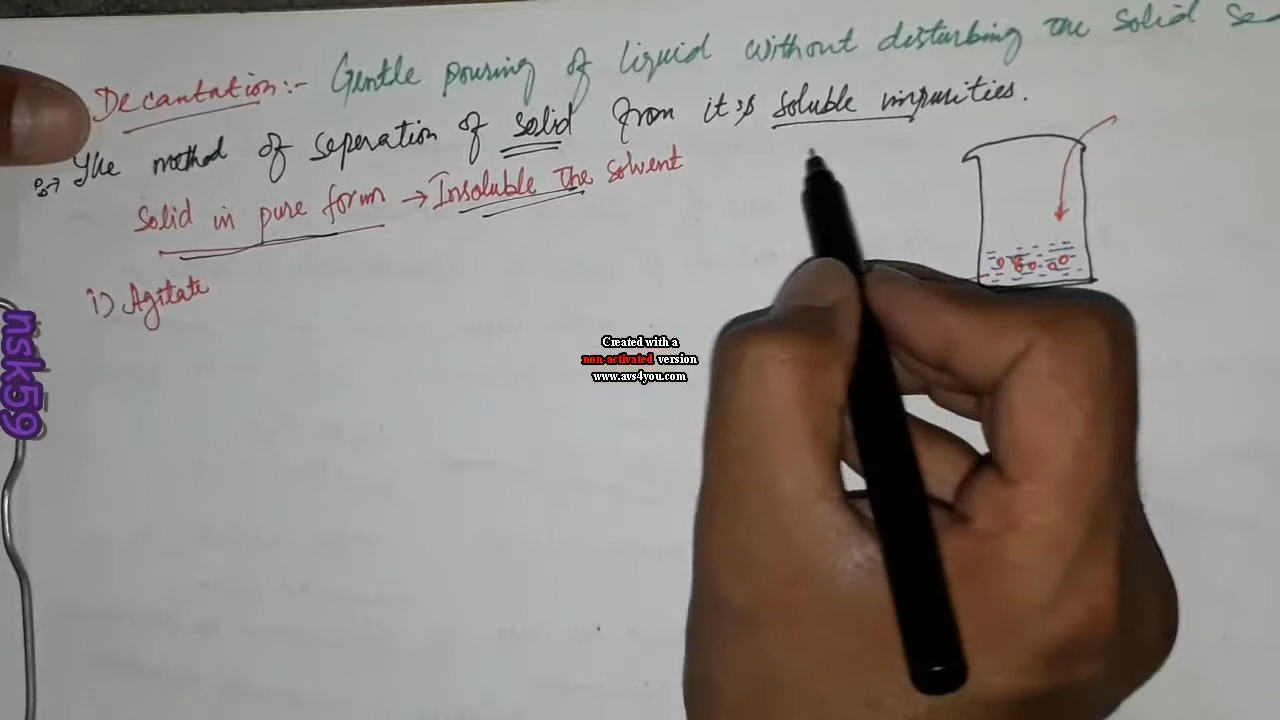 Decantation:- Gentle pouring of liquid without disturbing the solid se
The method of seperation of solid from it's soluble impurities.
Solid in pure form → Insoluble the solvent
i) Agitate
nsk59
Created with a
non-activated version
www.avs4you.com